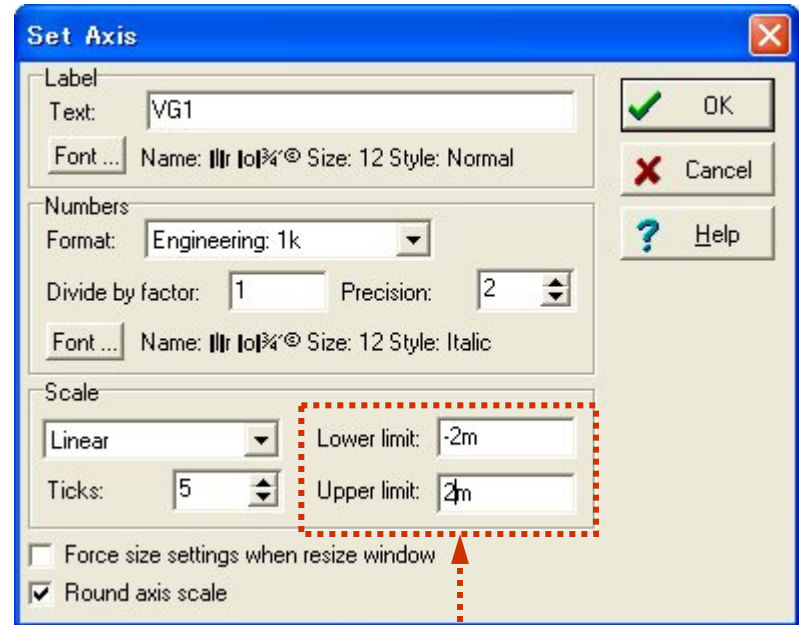 Set Axis
Label
Text: VG1
OK
Font ... Name: Size: 12 Style: Normal
Cancel
Numbers
Format: Engineering: 1k
Help
Divide by factor: 1 Precision: 2
Font ... Name: Size: 12 Style: Italic
Scale
Linear Lower limit: -2m
Ticks: 5 Upper limit: 2m
Force size settings when resize window
Round axis scale